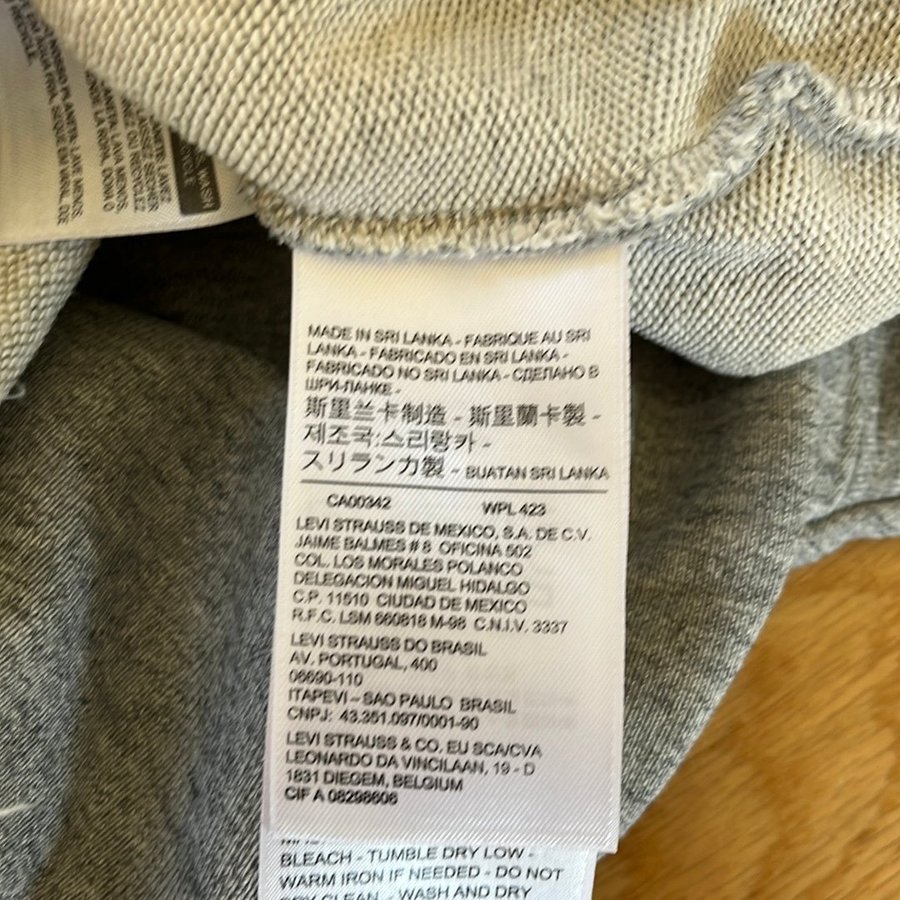 MADE IN SRI LANKA - FABRIQUE AU SRI
LANKA - FABRICADO EN SRI LANKA -
FABRICADO NO SRI LANKA - СДЕЛАНО В
ШРИ-ЛАНКЕ -
斯里兰卡制造 - 斯里蘭卡製 -
제조국:스리랑카 -
スリランカ製 - BUATAN SRI LANKA
CA00342 WPL 423
LEVI STRAUSS DE MEXICO, S.A. DE C.V.
JAIME BALMES # 8 OFICINA 502
COL. LOS MORALES POLANCO
DELEGACION MIGUEL HIDALGO
C.P. 11510 CIUDAD DE MEXICO
R.F.C. LSM 660818 M-98 C.N.I.V. 3337
LEVI STRAUSS DO BRASIL
AV. PORTUGAL, 400
06690-110
ITAPEVI – SAO PAULO BRASIL
CNPJ: 43.351.097/0001-90
LEVI STRAUSS & CO. EU SCA/CVA
LEONARDO DA VINCILAAN, 19 - D
1831 DIEGEM, BELGIUM
CIF A 08298606
BLEACH - TUMBLE DRY LOW -
WARM IRON IF NEEDED - DO NOT
DRY CLEAN - WASH AND DRY